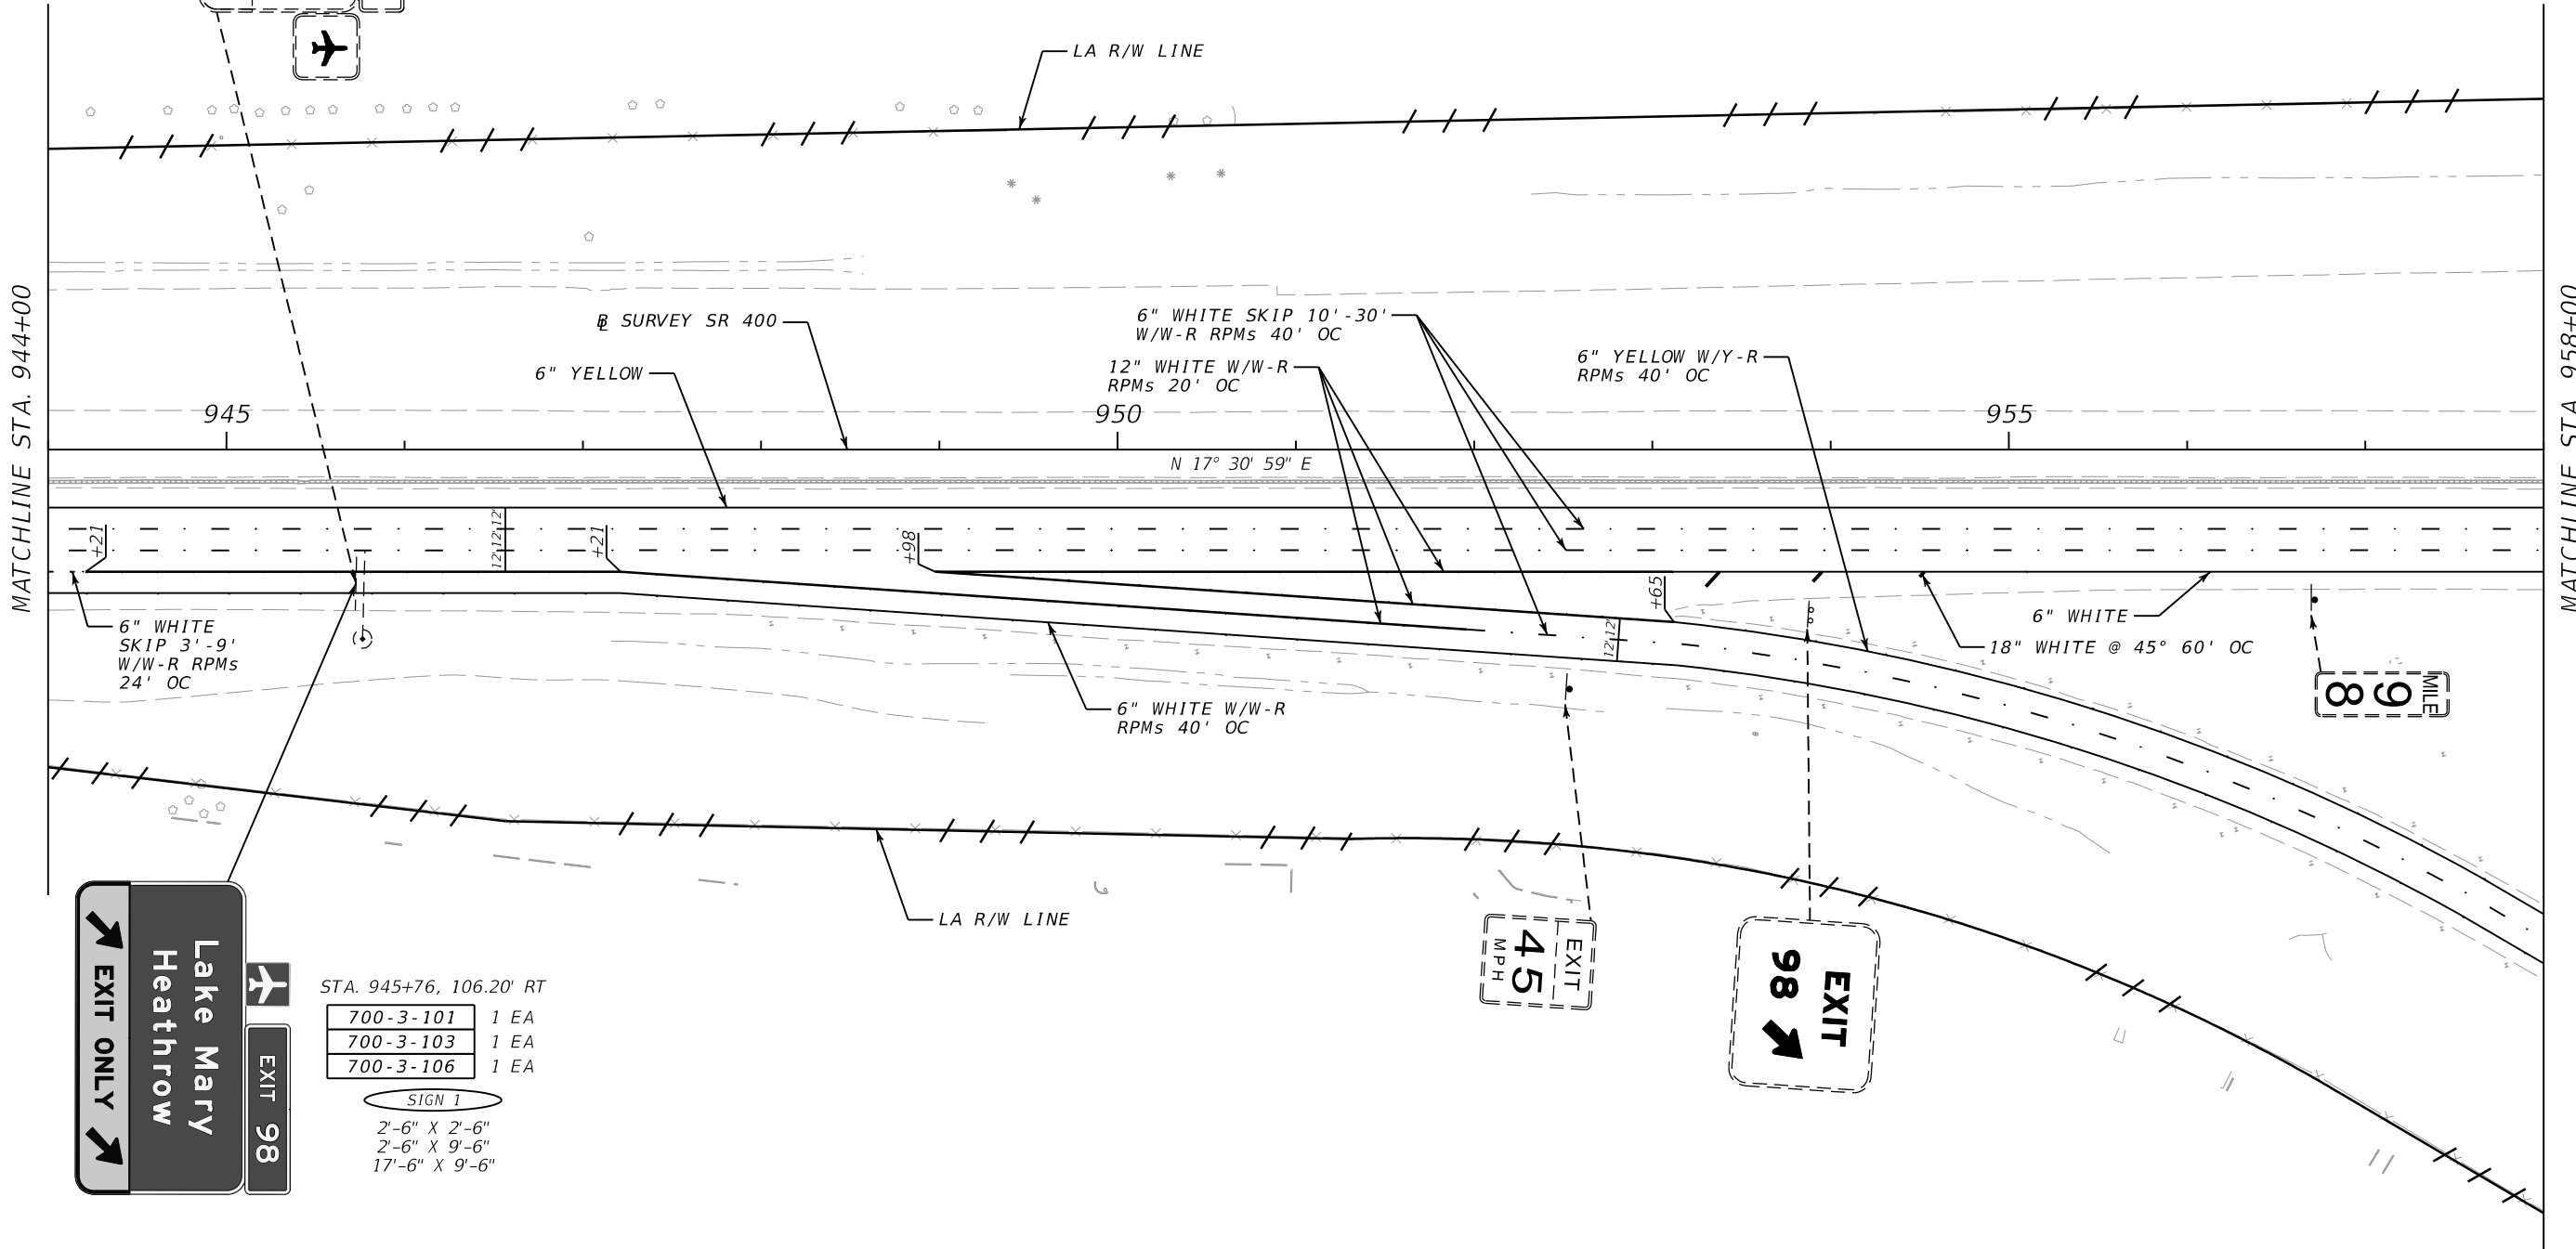 LA R/W LINE
MATCHLINE STA. 944+00
MATCHLINE STA. 958+00
℄ SURVEY SR 400
6" YELLOW
6" WHITE SKIP 10'-30'
W/W-R RPMs 40' OC
12" WHITE W/W-R
RPMs 20' OC
6" YELLOW W/Y-R
RPMs 40' OC
945
950
955
N 17° 30' 59" E
+21
12'12'12'
+21
+98
+65
12'12'
6" WHITE
SKIP 3'-9'
W/W-R RPMs
24' OC
6" WHITE W/W-R
RPMs 40' OC
6" WHITE
18" WHITE @ 45° 60' OC
MILE
9
8
LA R/W LINE
EXIT 98
Lake Mary
Heathrow
EXIT ONLY
STA. 945+76, 106.20' RT
700-3-101 1 EA
700-3-103 1 EA
700-3-106 1 EA
SIGN 1
2'-6" X 2'-6"
2'-6" X 9'-6"
17'-6" X 9'-6"
EXIT
45
MPH
EXIT
98